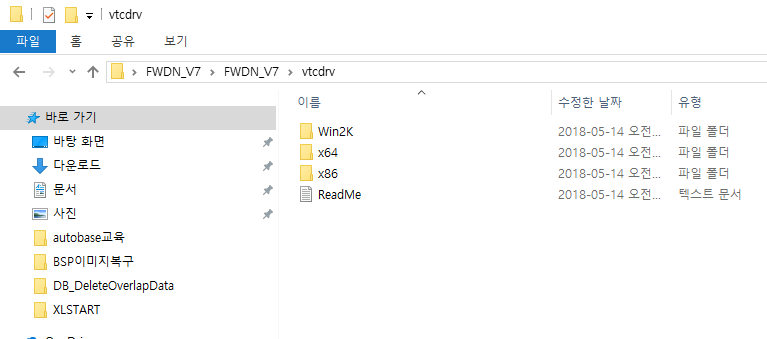 vtcdrv
파일 홈 공유 보기
FWDN_V7 FWDN_V7 vtcdrv
이름 수정한 날짜 유형
바로 가기
바탕 화면
다운로드
문서
사진
autobase교육
BSP이미지복구
DB_DeleteOverlapData
XLSTART
Win2K 2018-05-14 오전... 파일 폴더
x64 2018-05-14 오전... 파일 폴더
x86 2018-05-14 오전... 파일 폴더
ReadMe 2018-05-14 오전... 텍스트 문서